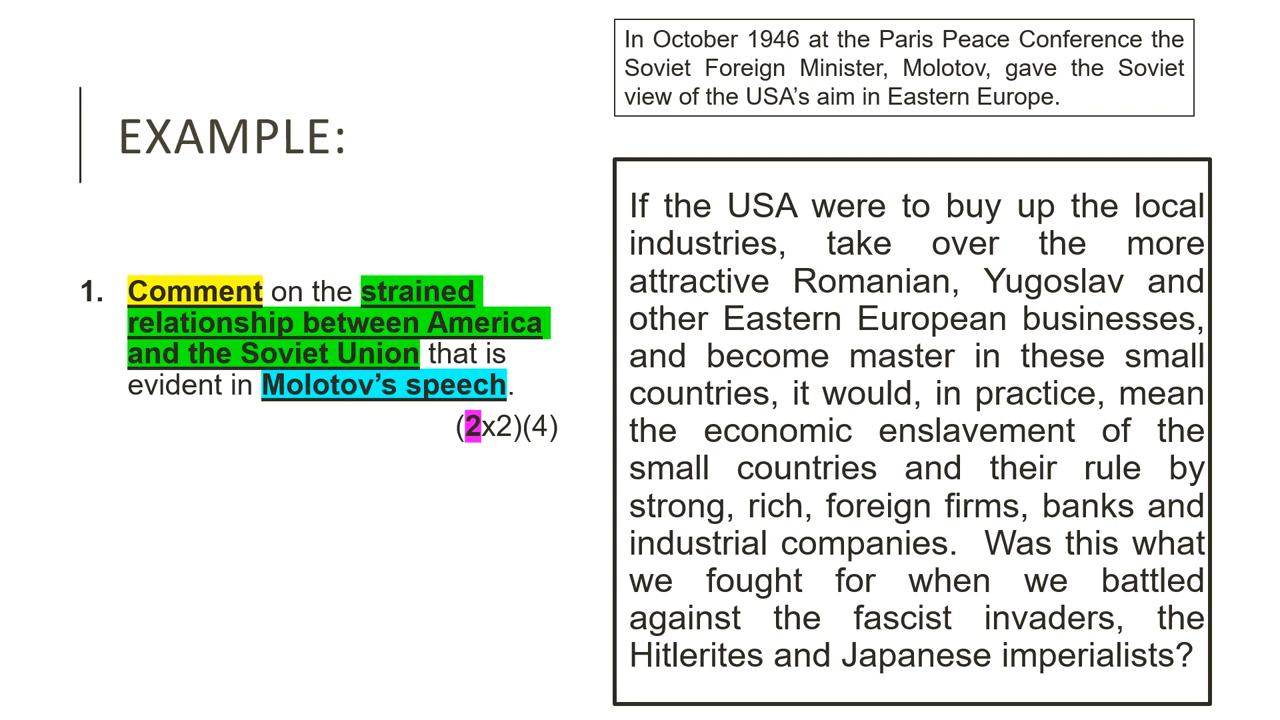 EXAMPLE:
1. Comment on the strained
relationship between America
and the Soviet Union that is
evident in Molotov’s speech.
(2x2)(4)
In October 1946 at the Paris Peace Conference the
Soviet Foreign Minister, Molotov, gave the Soviet
view of the USA’s aim in Eastern Europe.
If the USA were to buy up the local
industries, take over the more
attractive Romanian, Yugoslav and
other Eastern European businesses,
and become master in these small
countries, it would, in practice, mean
the economic enslavement of the
small countries and their rule by
strong, rich, foreign firms, banks and
industrial companies. Was this what
we fought for when we battled
against the fascist invaders, the
Hitlerites and Japanese imperialists?